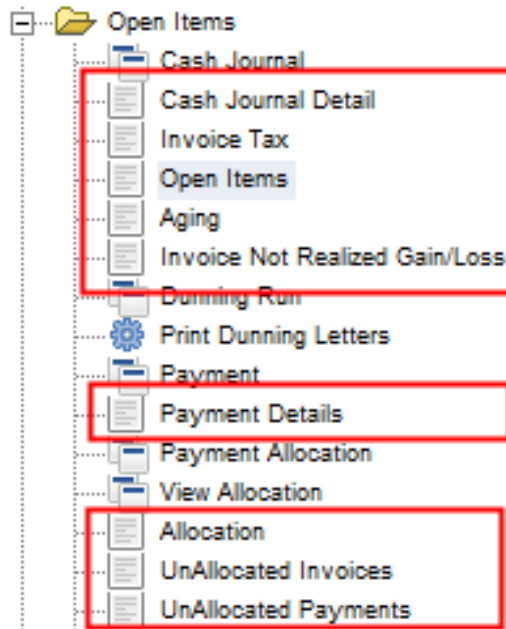 Open Items
Cash Journal
Cash Journal Detail
Invoice Tax
Open Items
Aging
Invoice Not Realized Gain/Loss
Dunning Run
Print Dunning Letters
Payment
Payment Details
Payment Allocation
View Allocation
Allocation
UnAllocated Invoices
UnAllocated Payments